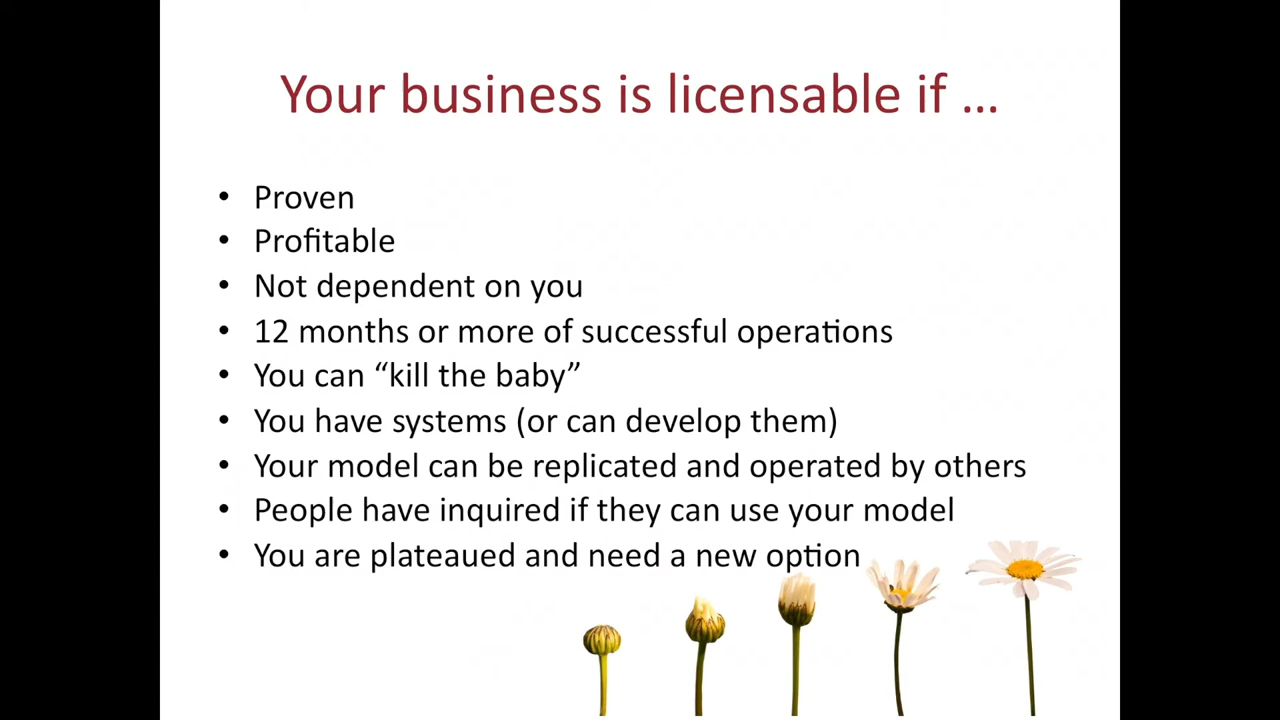 Your business is licensable if ...
• Proven
• Profitable
• Not dependent on you
• 12 months or more of successful operations
• You can “kill the baby”
• You have systems (or can develop them)
• Your model can be replicated and operated by others
• People have inquired if they can use your model
• You are plateaued and need a new option